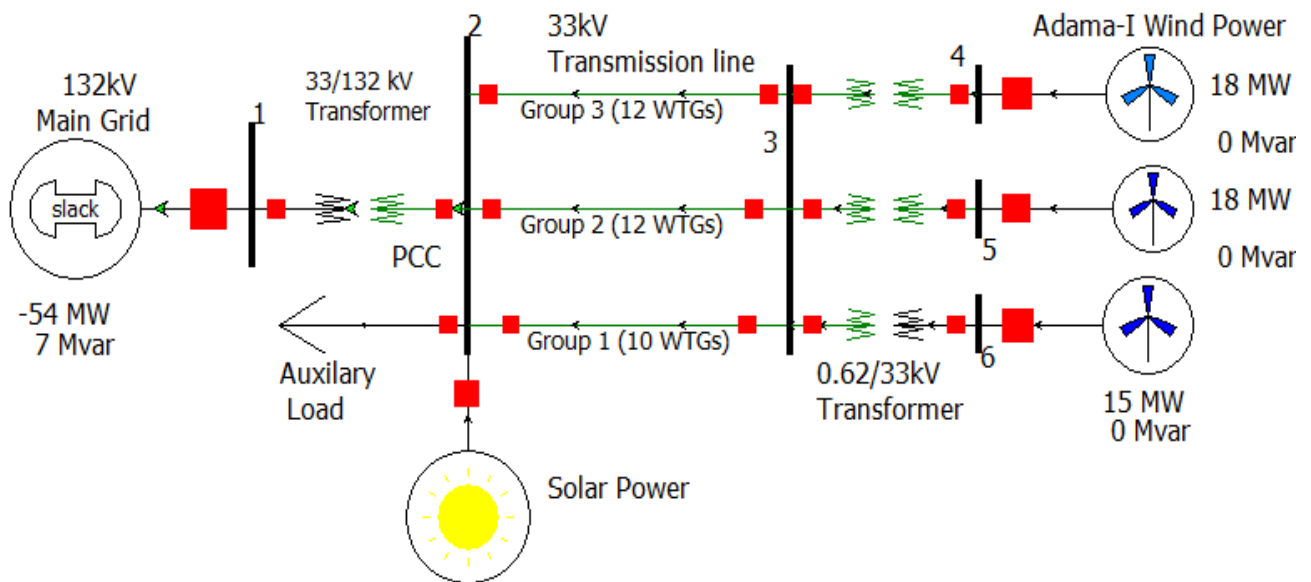 132kV
Main Grid
slack
-54 MW
7 Mvar
1
33/132 kV
Transformer
PCC
Auxilary
Load
2
33kV
Transmission line
Group 3 (12 WTGs)
Group 2 (12 WTGs)
Group 1 (10 WTGs)
3
Solar Power
0.62/33kV
Transformer
Adama-I Wind Power
4
18 MW
0 Mvar
5
18 MW
0 Mvar
6
15 MW
0 Mvar